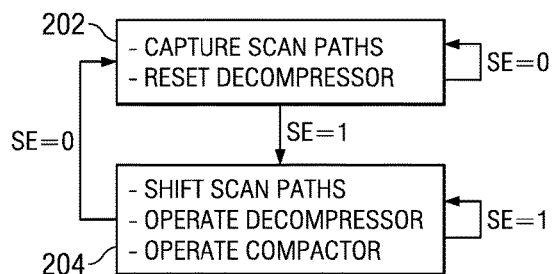 202
- CAPTURE SCAN PATHS
- RESET DECOMPRESSOR
SE=0
SE=0
SE=1
- SHIFT SCAN PATHS
- OPERATE DECOMPRESSOR
- OPERATE COMPACTOR
SE=1
204